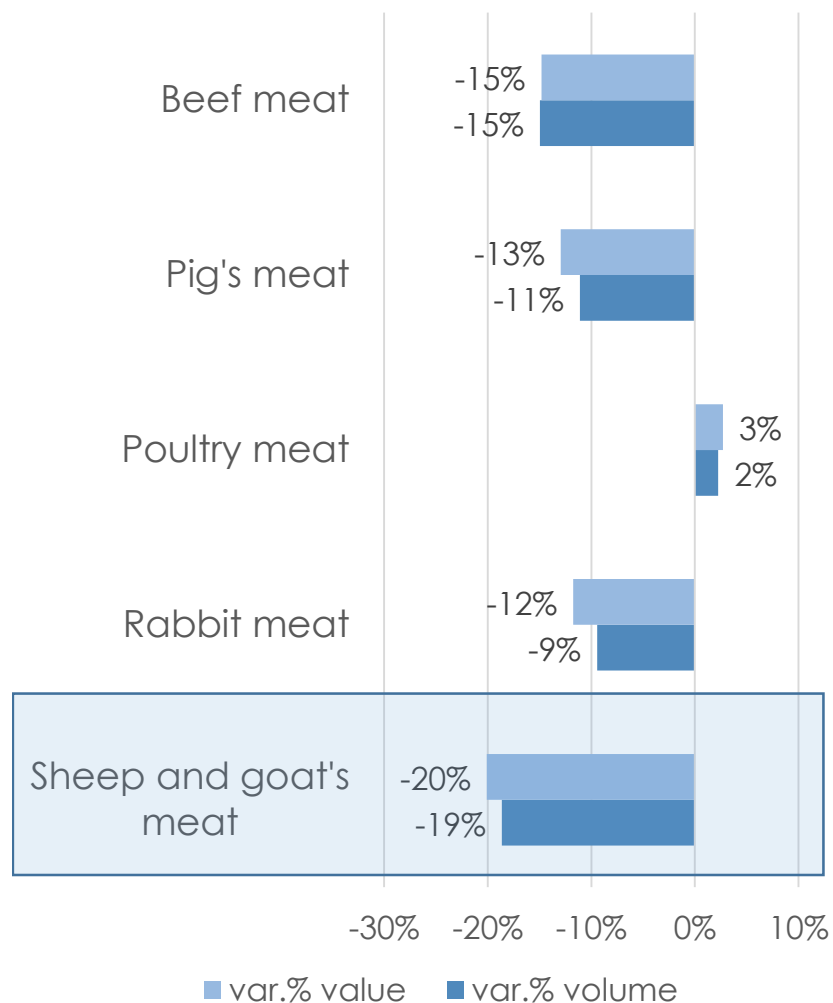 Beef meat
-15%
-15%
Pig's meat
-13%
-11%
Poultry meat
3%
2%
Rabbit meat
-12%
-9%
Sheep and goat's
meat
-20%
-19%
-30% -20% -10% 0% 10%
var.% value var.% volume